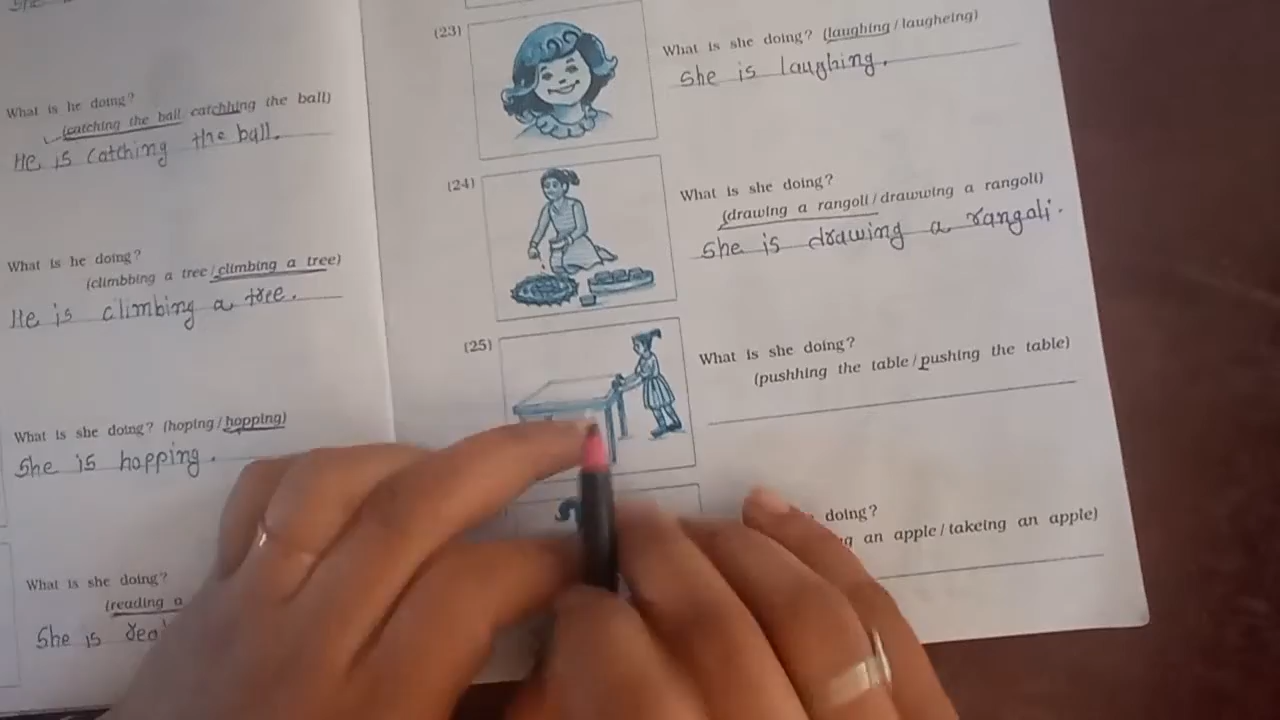 What is he doing?
(catching the ball catchhing the ball)
He is catching the ball.
What is he doing?
(climbbing a tree/climbing a tree)
He is climbing a tree.
What is she doing? (hoping/hopping)
She is hopping.
What is she doing?
(reading a
She is
(23)
What is she doing? (laughing/laugheing)
She is laughing.
(24)
What is she doing?
(drawing a rangoli/drawwing a rangoli)
She is drawing a rangoli.
(25)
What is she doing?
(pushhing the table/pushing the table)
doing?
an apple/takeing an apple)